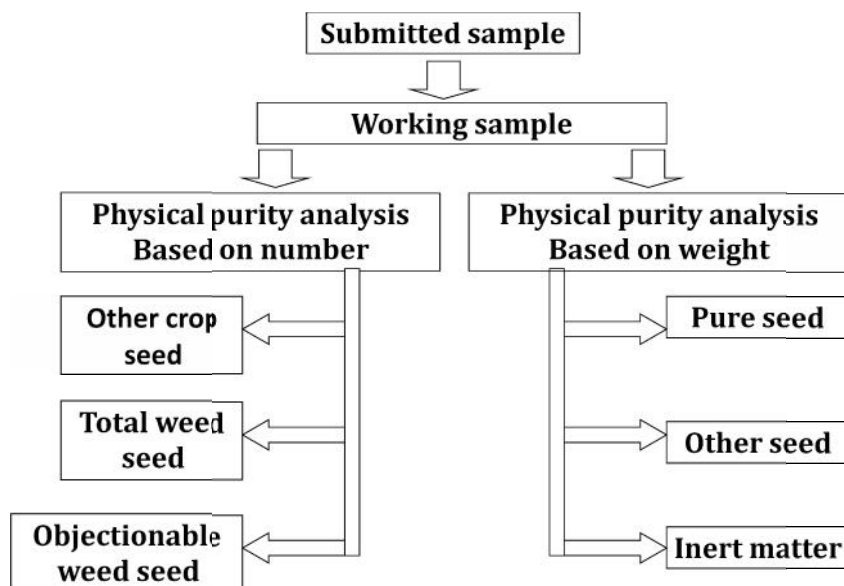 Submitted sample
Working sample
Physical purity analysis
Based on number
Physical purity analysis
Based on weight
Other crop
seed
Total weed
seed
Objectionable
weed seed
Pure seed
Other seed
Inert matter